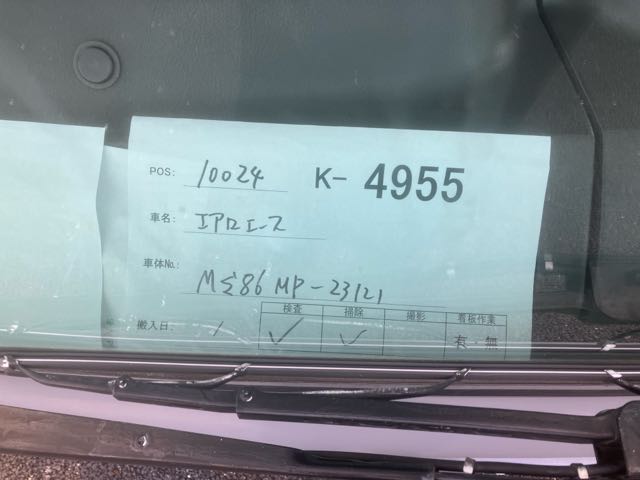 POS: 10024 K- 4955
車名: エアロエース
車体No.: MS86MP-23121
検査 掃除 撮影 看板作業
搬入日: / ✓ ✓ 有・無